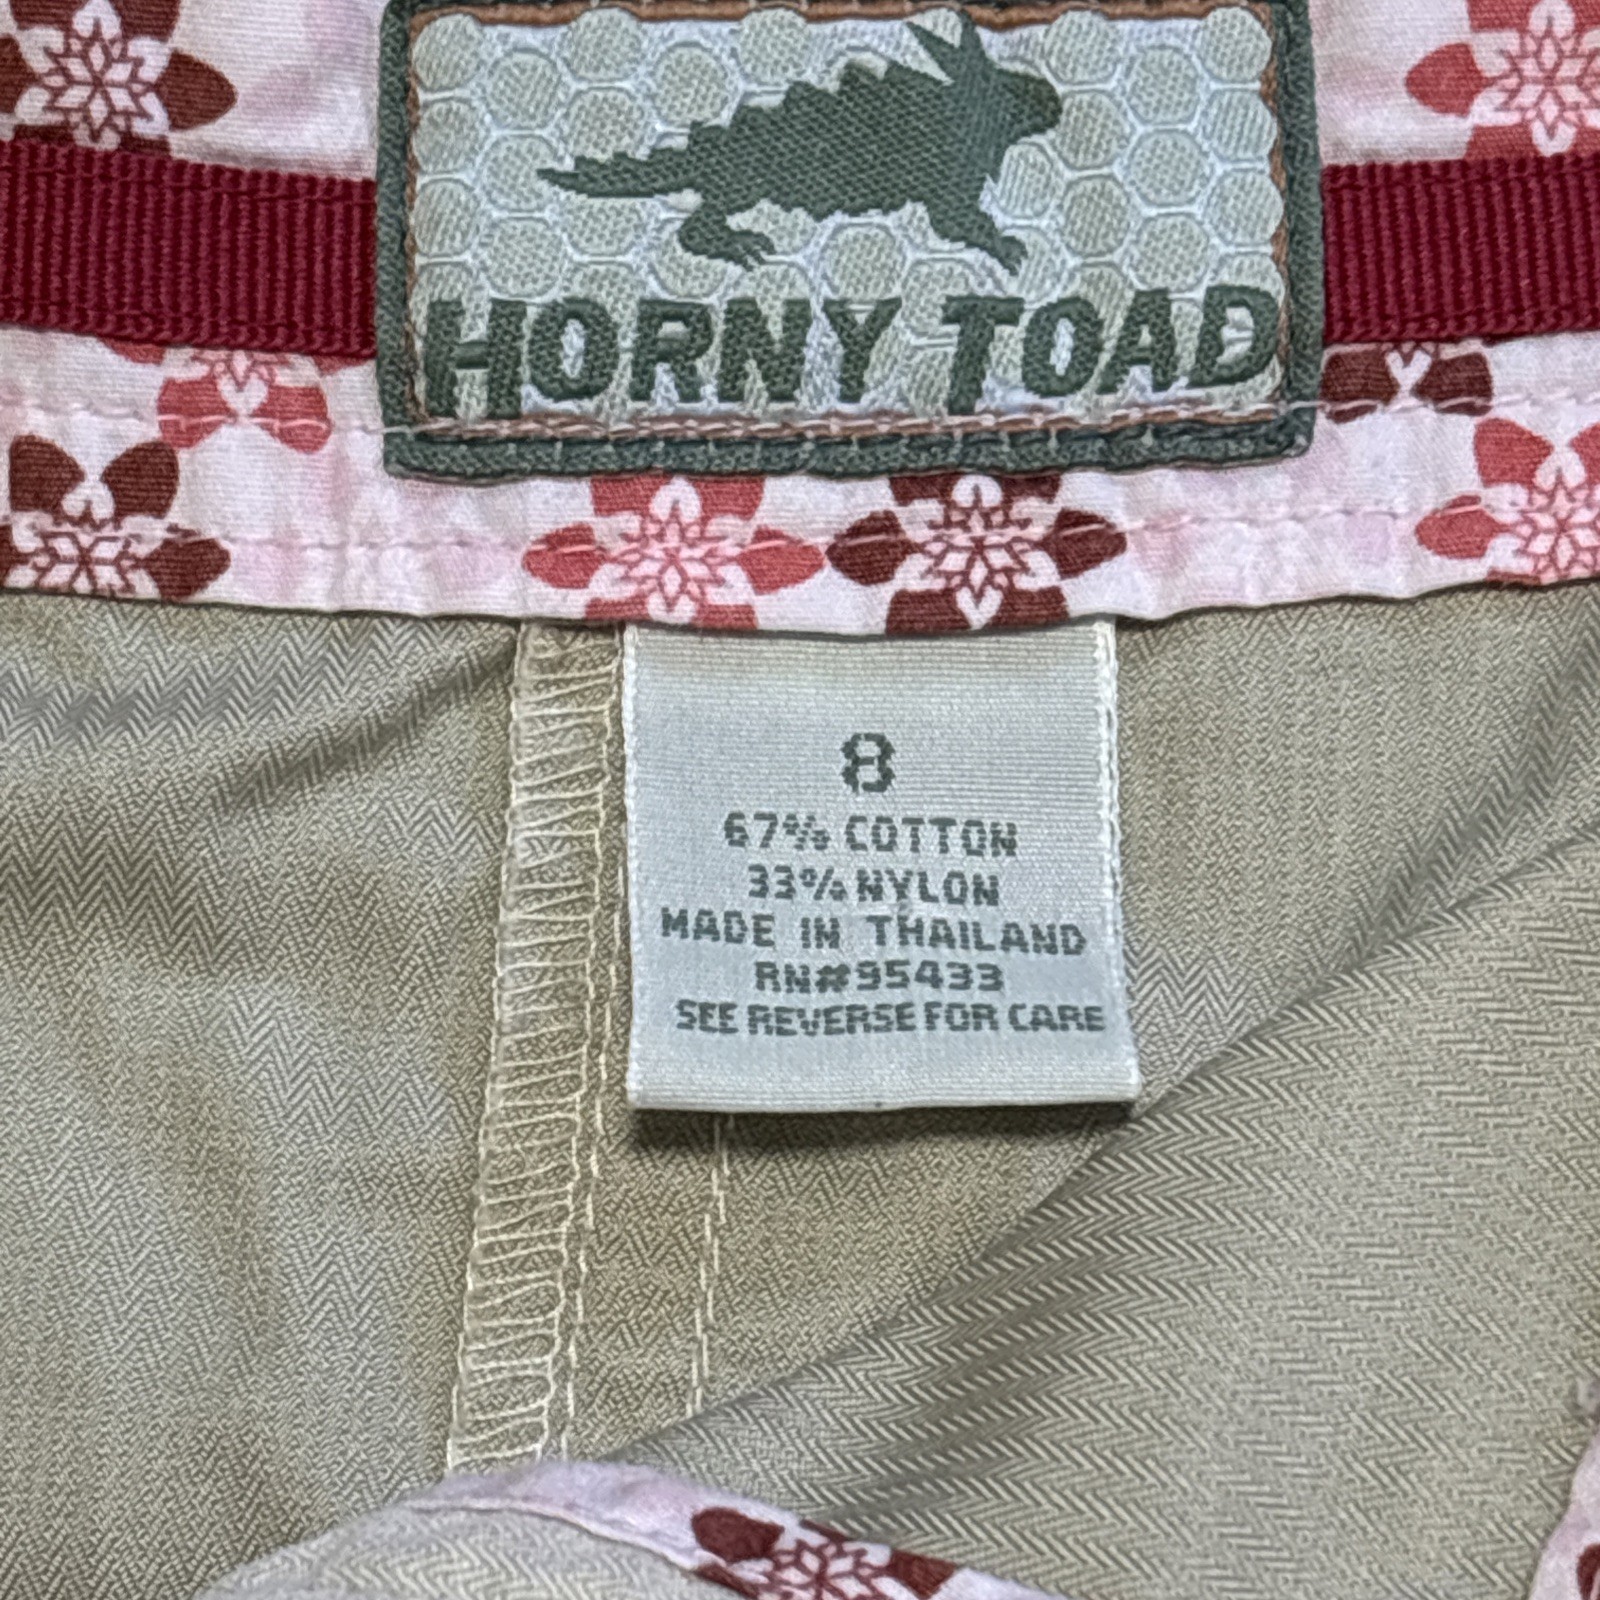 HORNY TOAD
8
67% COTTON
33% NYLON
MADE IN THAILAND
RN#95433
SEE REVERSE FOR CARE